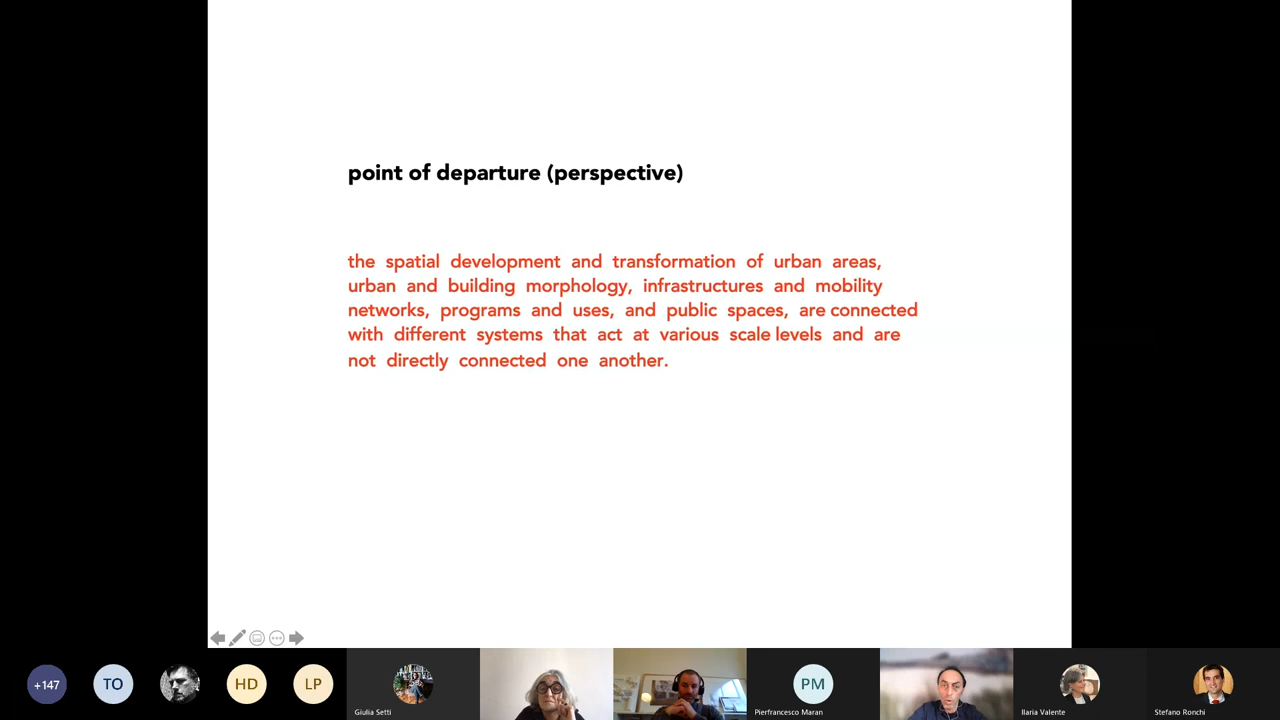 point of departure (perspective)
the spatial development and transformation of urban areas,
urban and building morphology, infrastructures and mobility
networks, programs and uses, and public spaces, are connected
with different systems that act at various scale levels and are
not directly connected one another.
+147
TO
HD
LP
PM
Giulia Setti
Pierfrancesco Maran
Ilaria Valente
Stefano Ronchi